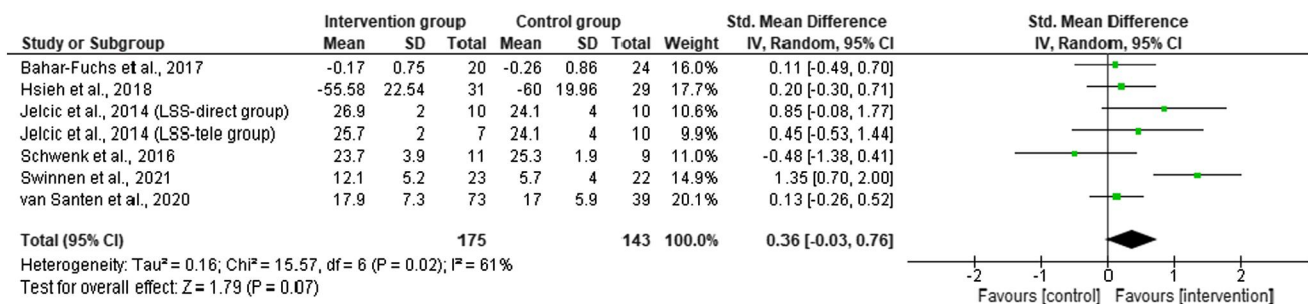 Intervention group Control group Std. Mean Difference Std. Mean Difference
Study or Subgroup Mean SD Total Mean SD Total Weight IV, Random, 95% CI IV, Random, 95% CI
Bahar-Fuchs et al., 2017 -0.17 0.75 20 -0.26 0.86 24 16.0% 0.11 [-0.49, 0.70]
Hsieh et al., 2018 -55.58 22.54 31 -60 19.96 29 17.7% 0.20 [-0.30, 0.71]
Jelcic et al., 2014 (LSS-direct group) 26.9 2 10 24.1 4 10 10.6% 0.85 [-0.08, 1.77]
Jelcic et al., 2014 (LSS-tele group) 25.7 2 7 24.1 4 10 9.9% 0.45 [-0.53, 1.44]
Schwenk et al., 2016 23.7 3.9 11 25.3 1.9 9 11.0% -0.48 [-1.38, 0.41]
Swinnen et al., 2021 12.1 5.2 23 5.7 4 22 14.9% 1.35 [0.70, 2.00]
van Santen et al., 2020 17.9 7.3 73 17 5.9 39 20.1% 0.13 [-0.26, 0.52]
Total (95% CI) 175 143 100.0% 0.36 [-0.03, 0.76]
Heterogeneity: Tau² = 0.16; Chi² = 15.57, df = 6 (P = 0.02); I² = 61%
Test for overall effect: Z = 1.79 (P = 0.07)
-2 -1 0 1 2
Favours [control] Favours [intervention]